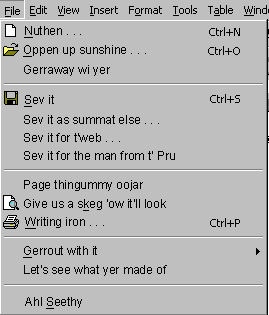 File Edit View Insert Format Tools Table
Nuthen . . . Ctrl+N
Oppen up sunshine . . . Ctrl+O
Gerraway wi yer
Sev it Ctrl+S
Sev it as summat else . . .
Sev it for t'web . . .
Sev it for the man from t' Pru
Page thingummy oojar
Give us a skeg 'ow it'll look
Writing iron . . . Ctrl+P
Gerrout with it
Let's see what yer made of
Ahl Seethy